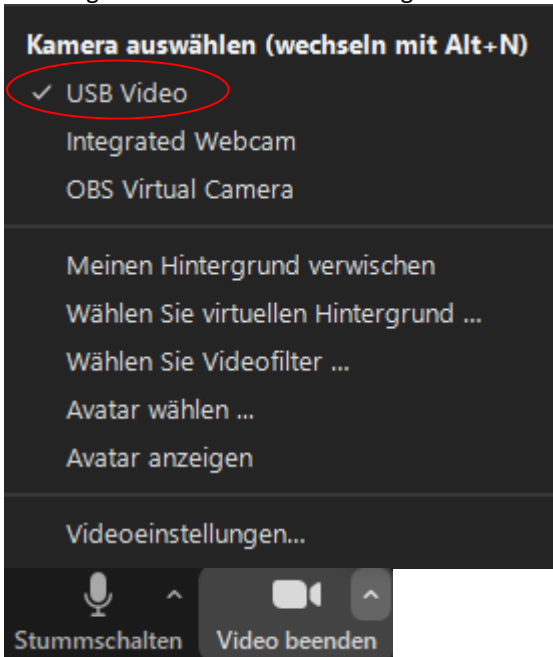 Kamera auswählen (wechseln mit Alt+N)
USB Video
Integrated Webcam
OBS Virtual Camera
Meinen Hintergrund verwischen
Wählen Sie virtuellen Hintergrund ...
Wählen Sie Videofilter ...
Avatar wählen ...
Avatar anzeigen
Videoeinstellungen...
Stummschalten Video beenden